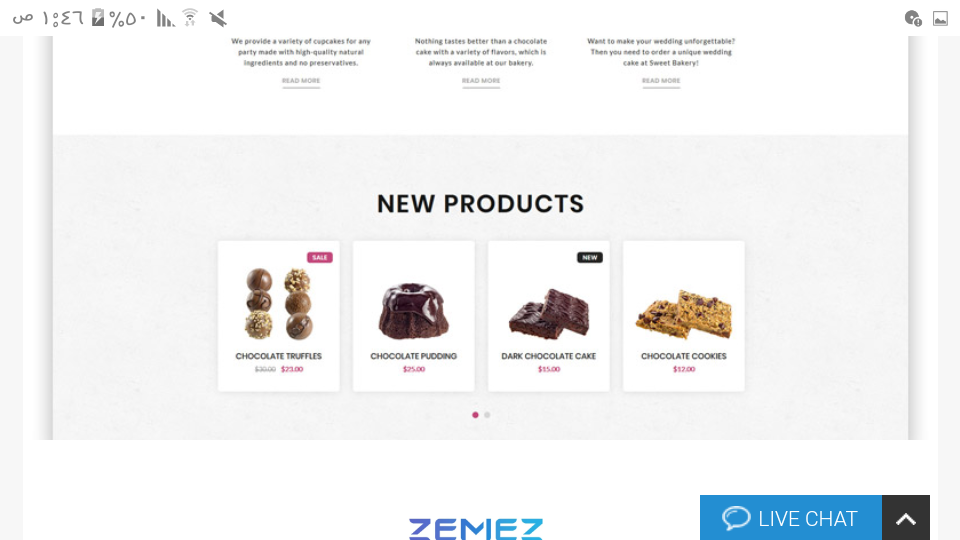 ص ١:٤٦ %٥٠
We provide a variety of cupcakes for any
party made with high-quality natural
ingredients and no preservatives.
READ MORE
Nothing tastes better than a chocolate
cake with a variety of flavors, which is
always available at our bakery.
READ MORE
Want to make your wedding unforgettable?
Then you need to order a unique wedding
cake at Sweet Bakery!
READ MORE
NEW PRODUCTS
SALE
CHOCOLATE TRUFFLES
$30.00 $23.00
CHOCOLATE PUDDING
$25.00
NEW
DARK CHOCOLATE CAKE
$15.00
CHOCOLATE COOKIES
$12.00
ZEMEZ
LIVE CHAT